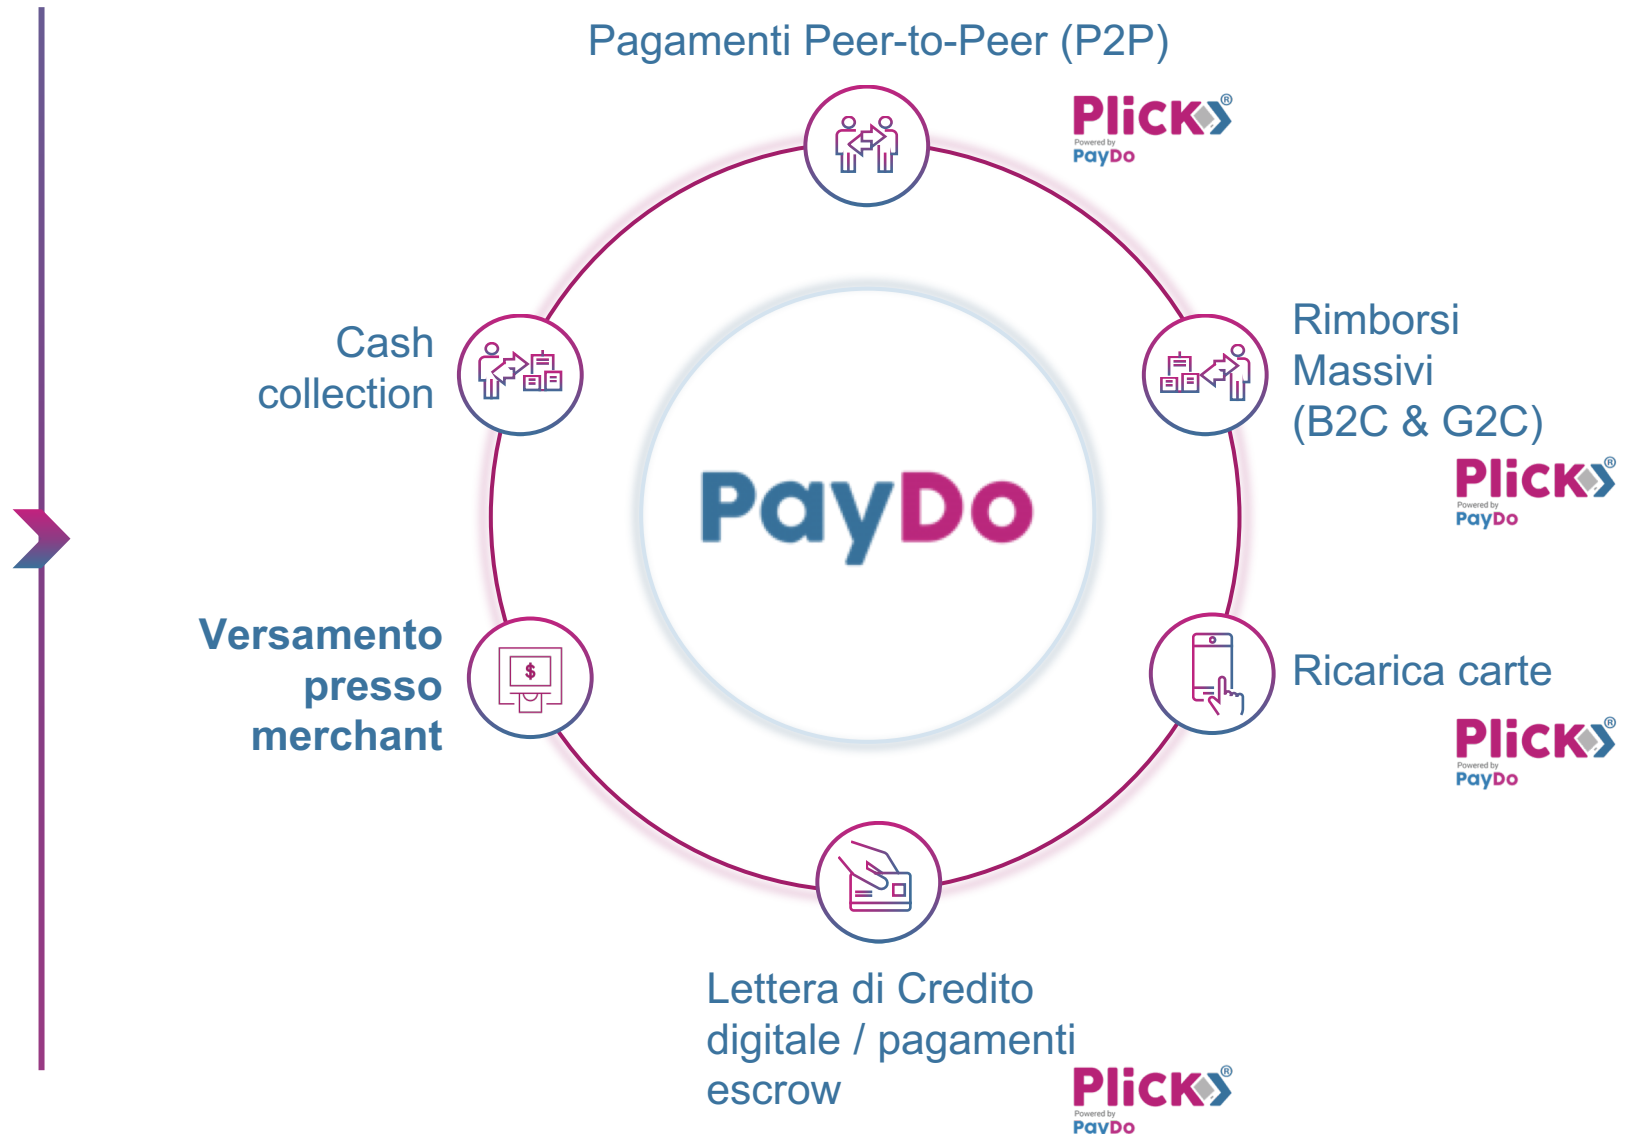 Pagamenti Peer-to-Peer (P2P)
PliCK®
Powered by
PayDo
Cash
collection
Rimborsi
Massivi
(B2C & G2C)
PliCK®
Powered by
PayDo
PayDo
Versamento
presso
merchant
$
Ricarica carte
PliCK®
Powered by
PayDo
Lettera di Credito
digitale / pagamenti
escrow
PliCK®
Powered by
PayDo